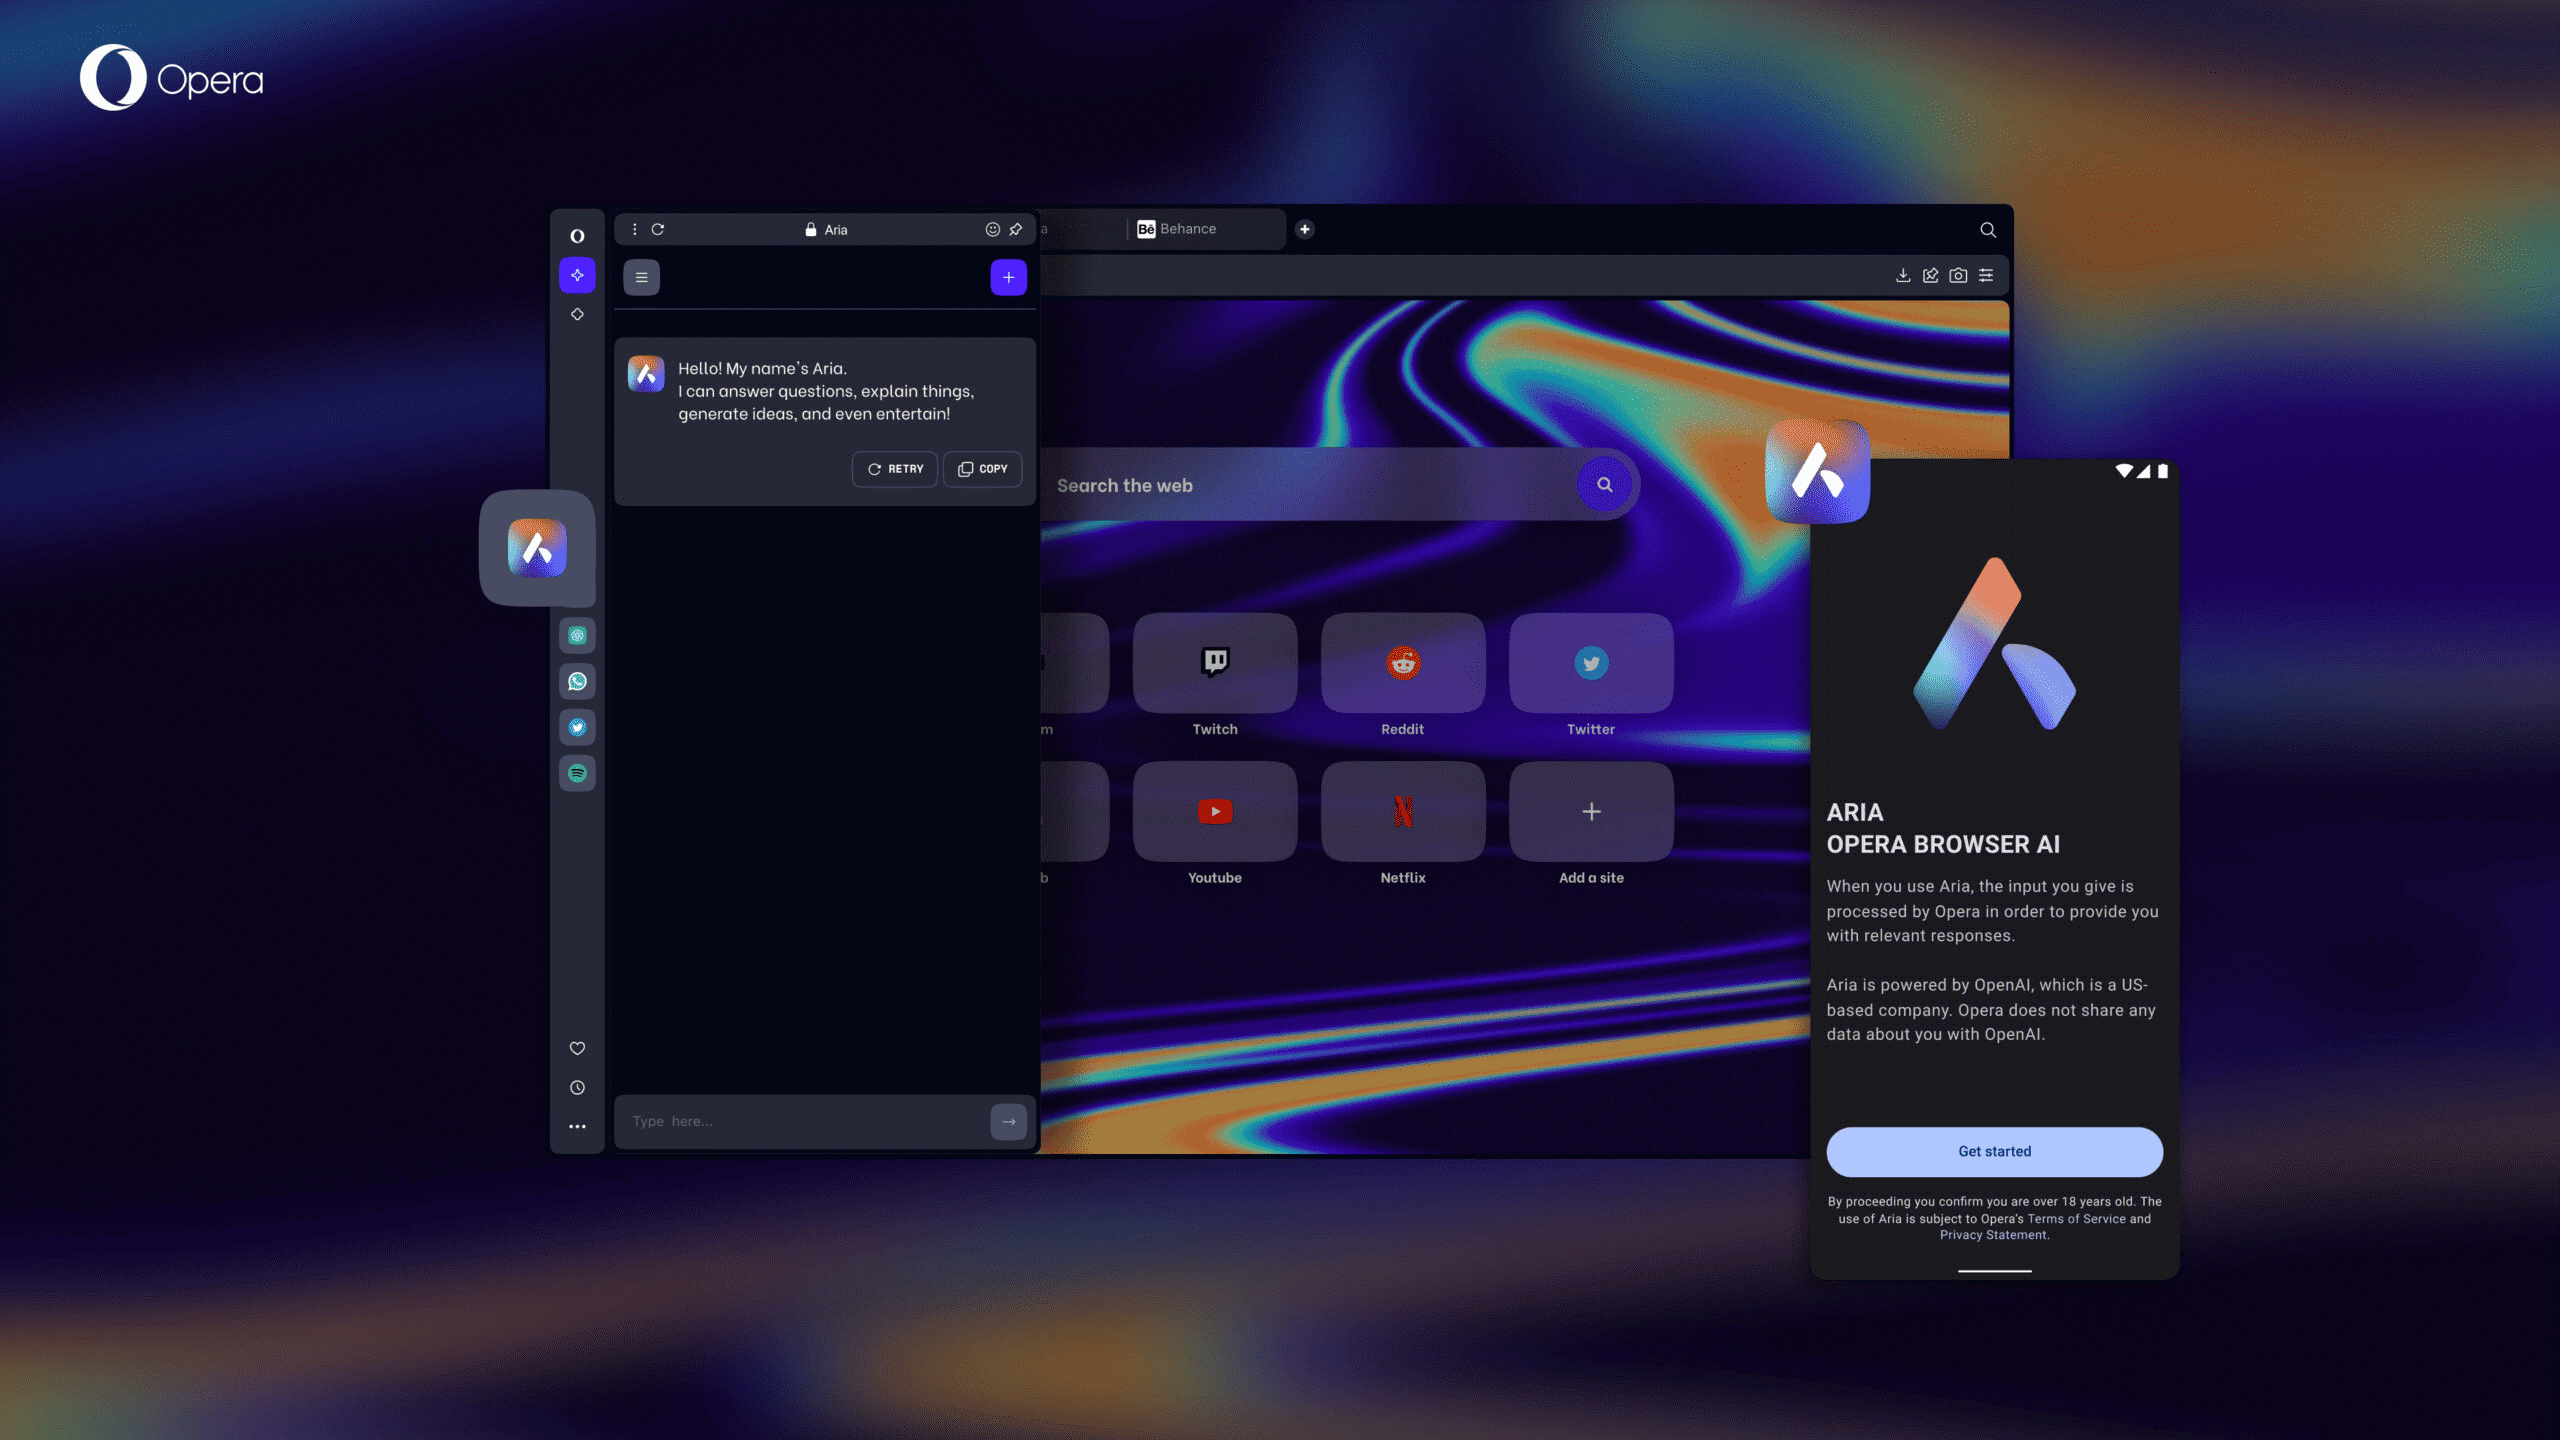 Opera
Aria
a
Behance
Hello! My name's Aria.
I can answer questions, explain things,
generate ideas, and even entertain!
RETRY
COPY
Search the web
m
Twitch
Reddit
Twitter
b
Youtube
Netflix
Add a site
Type here...
ARIA
OPERA BROWSER AI
When you use Aria, the input you give is
processed by Opera in order to provide you
with relevant responses.
Aria is powered by OpenAI, which is a US-
based company. Opera does not share any
data about you with OpenAI.
Get started
By proceeding you confirm you are over 18 years old. The
use of Aria is subject to Opera's Terms of Service and
Privacy Statement.